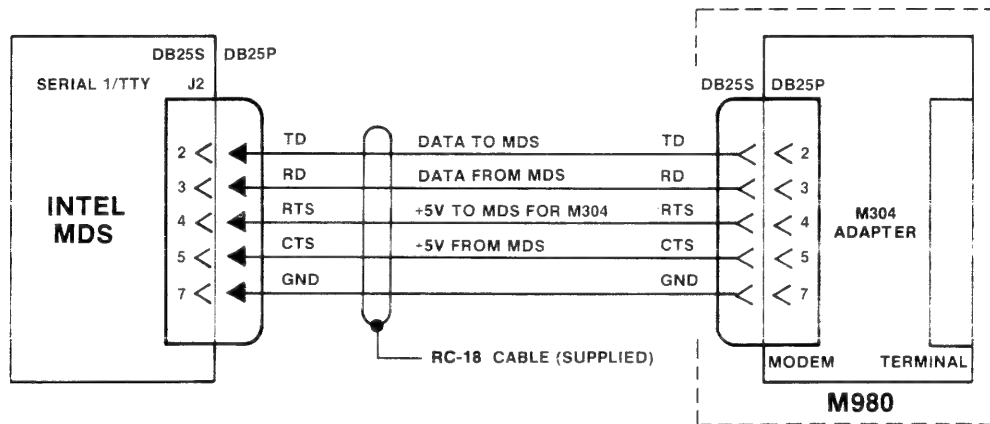 DB25S DB25P
SERIAL 1/TTY J2
DB25S DB25P
2 TD DATA TO MDS TD 2
3 RD DATA FROM MDS RD 3
4 RTS +5V TO MDS FOR M304 RTS 4
5 CTS +5V FROM MDS CTS 5
7 GND GND 7
INTEL
MDS
M304
ADAPTER
RC-18 CABLE (SUPPLIED)
MODEM TERMINAL
M980